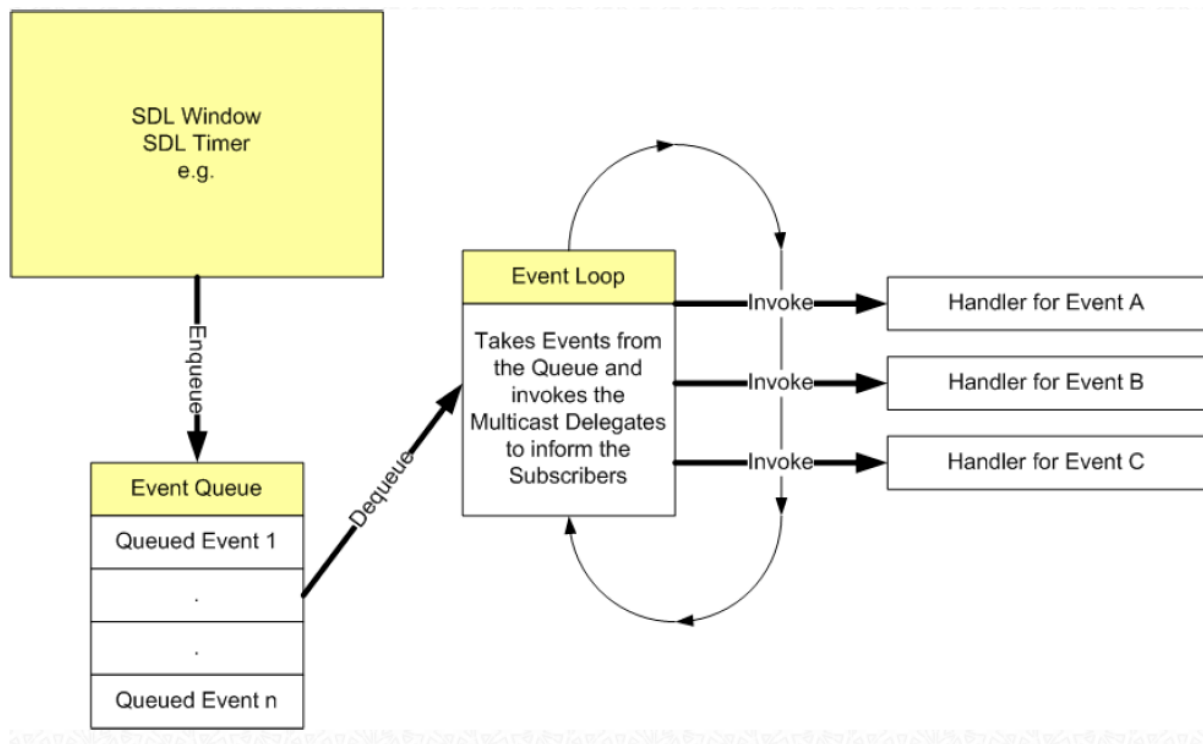 SDL Window
SDL Timer
e.g.
Enqueue
Event Queue
Queued Event 1
.
.
Queued Event n
Dequeue
Event Loop
Takes Events from
the Queue and
invokes the
Multicast Delegates
to inform the
Subscribers
Invoke
Handler for Event A
Invoke
Handler for Event B
Invoke
Handler for Event C